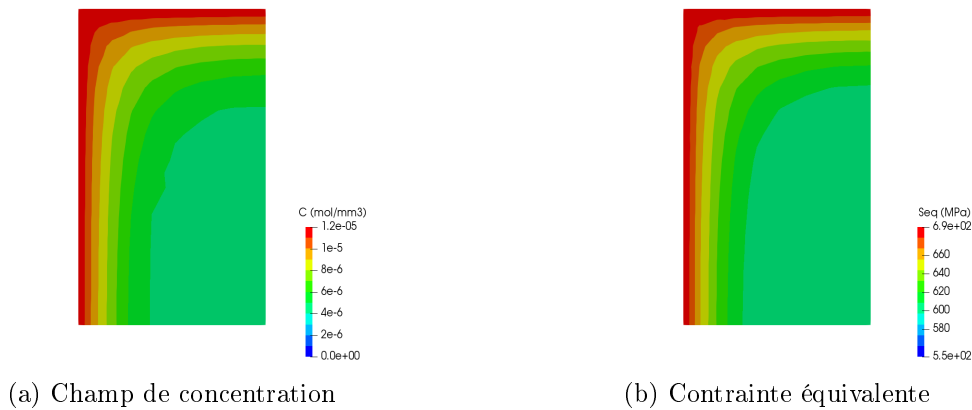 C (mol/mm3)
1.2e-05
1e-5
8e-6
6e-6
4e-6
2e-6
0.0e+00
(a) Champ de concentration
Seq (MPa)
6.9e+02
660
640
620
600
580
5.5e+02
(b) Contrainte équivalente